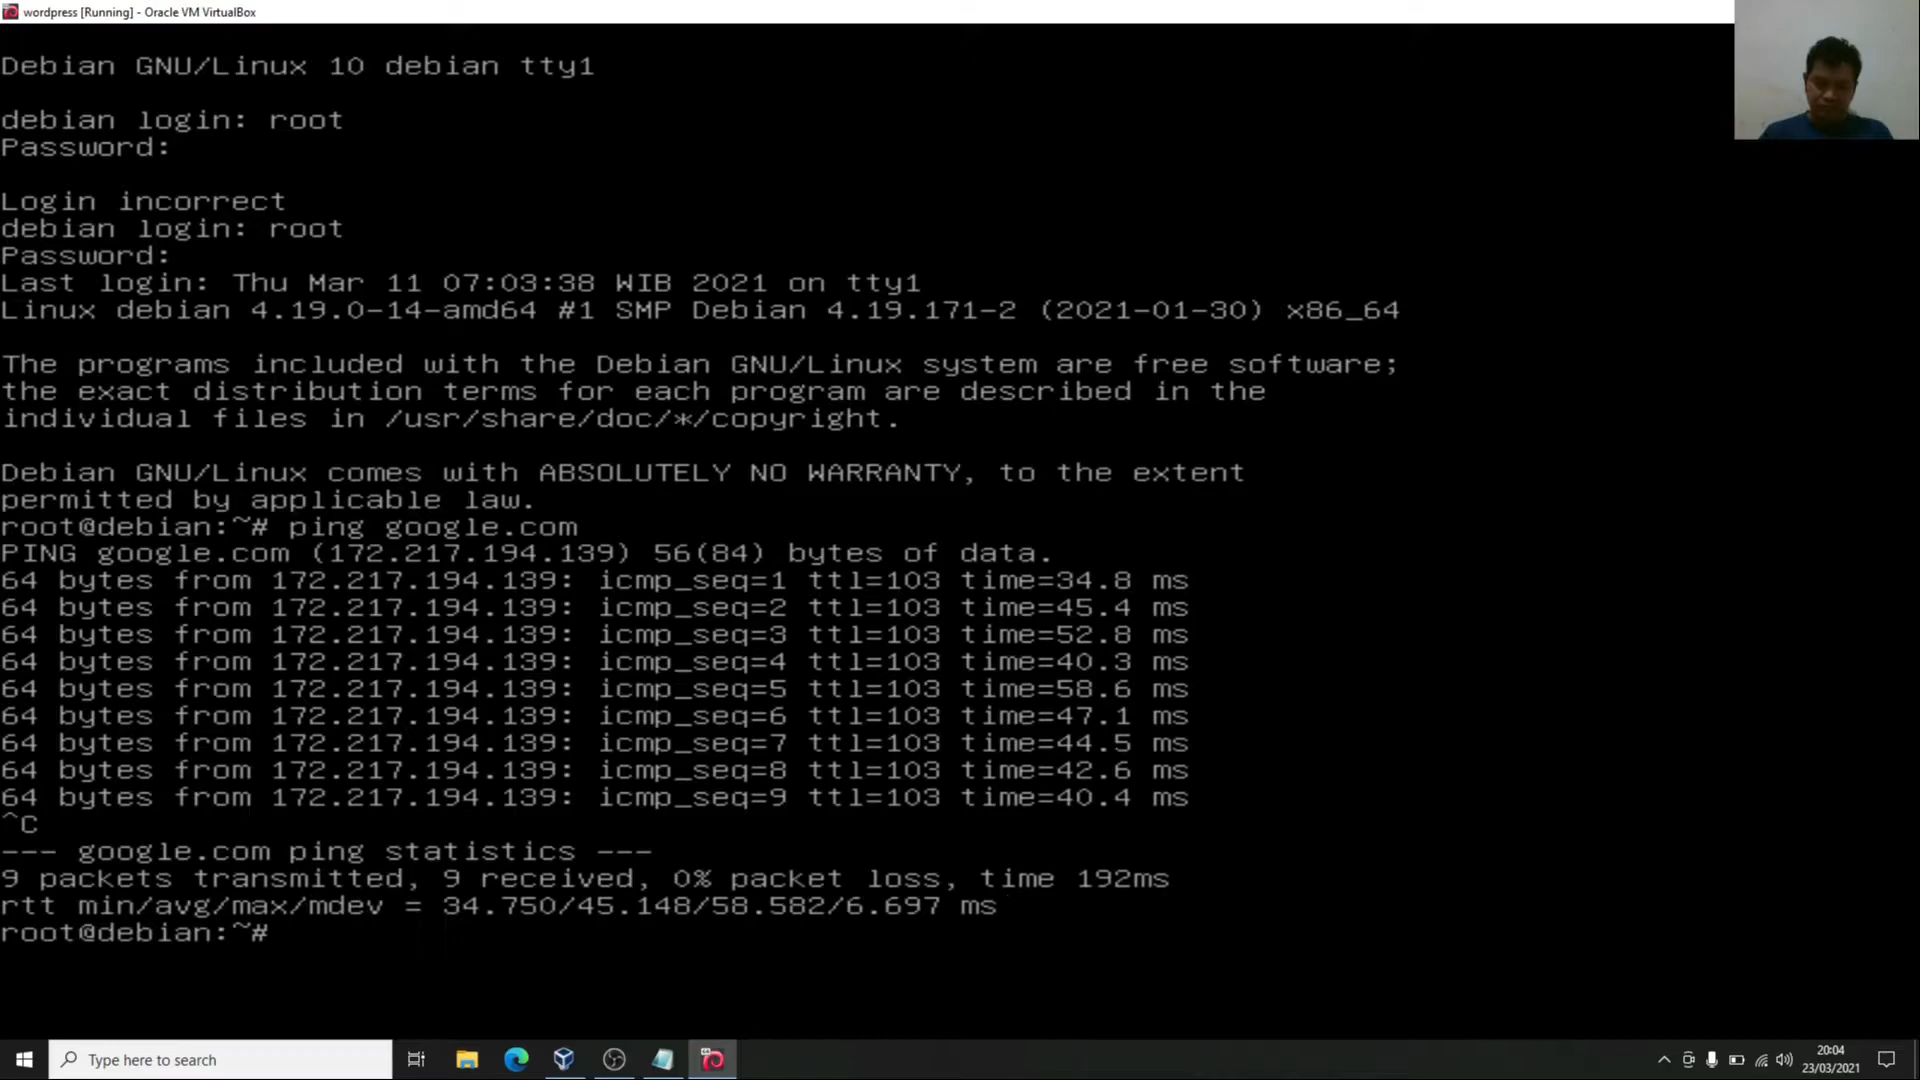 wordpress [Running] - Oracle VM VirtualBox
Debian GNU/Linux 10 debian tty1
debian login: root
Password:
Login incorrect
debian login: root
Password:
Last login: Thu Mar 11 07:03:38 WIB 2021 on tty1
Linux debian 4.19.0-14-amd64 #1 SMP Debian 4.19.171-2 (2021-01-30) x86_64
The programs included with the Debian GNU/Linux system are free software;
the exact distribution terms for each program are described in the
individual files in /usr/share/doc/*/copyright.
Debian GNU/Linux comes with ABSOLUTELY NO WARRANTY, to the extent
permitted by applicable law.
root@debian:~# ping google.com
PING google.com (172.217.194.139) 56(84) bytes of data.
64 bytes from 172.217.194.139: icmp_seq=1 ttl=103 time=34.8 ms
64 bytes from 172.217.194.139: icmp_seq=2 ttl=103 time=45.4 ms
64 bytes from 172.217.194.139: icmp_seq=3 ttl=103 time=52.8 ms
64 bytes from 172.217.194.139: icmp_seq=4 ttl=103 time=40.3 ms
64 bytes from 172.217.194.139: icmp_seq=5 ttl=103 time=58.6 ms
64 bytes from 172.217.194.139: icmp_seq=6 ttl=103 time=47.1 ms
64 bytes from 172.217.194.139: icmp_seq=7 ttl=103 time=44.5 ms
64 bytes from 172.217.194.139: icmp_seq=8 ttl=103 time=42.6 ms
64 bytes from 172.217.194.139: icmp_seq=9 ttl=103 time=40.4 ms
^C
--- google.com ping statistics ---
9 packets transmitted, 9 received, 0% packet loss, time 192ms
rtt min/avg/max/mdev = 34.750/45.148/58.582/6.697 ms
root@debian:~#
Type here to search
20:04
23/03/2021